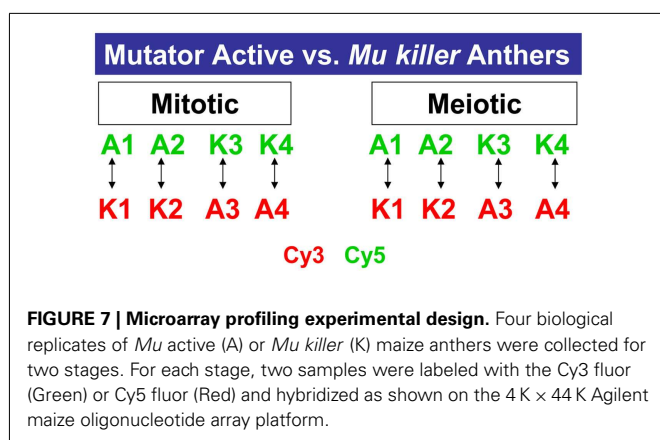 Mutator Active vs. Mu killer Anthers
Mitotic Meiotic
A1 A2 K3 K4 A1 A2 K3 K4
K1 K2 A3 A4 K1 K2 A3 A4
Cy3 Cy5
FIGURE 7 | Microarray profiling experimental design. Four biological
replicates of Mu active (A) or Mu killer (K) maize anthers were collected for
two stages. For each stage, two samples were labeled with the Cy3 fluor
(Green) or Cy5 fluor (Red) and hybridized as shown on the 4 K × 44 K Agilent
maize oligonucleotide array platform.